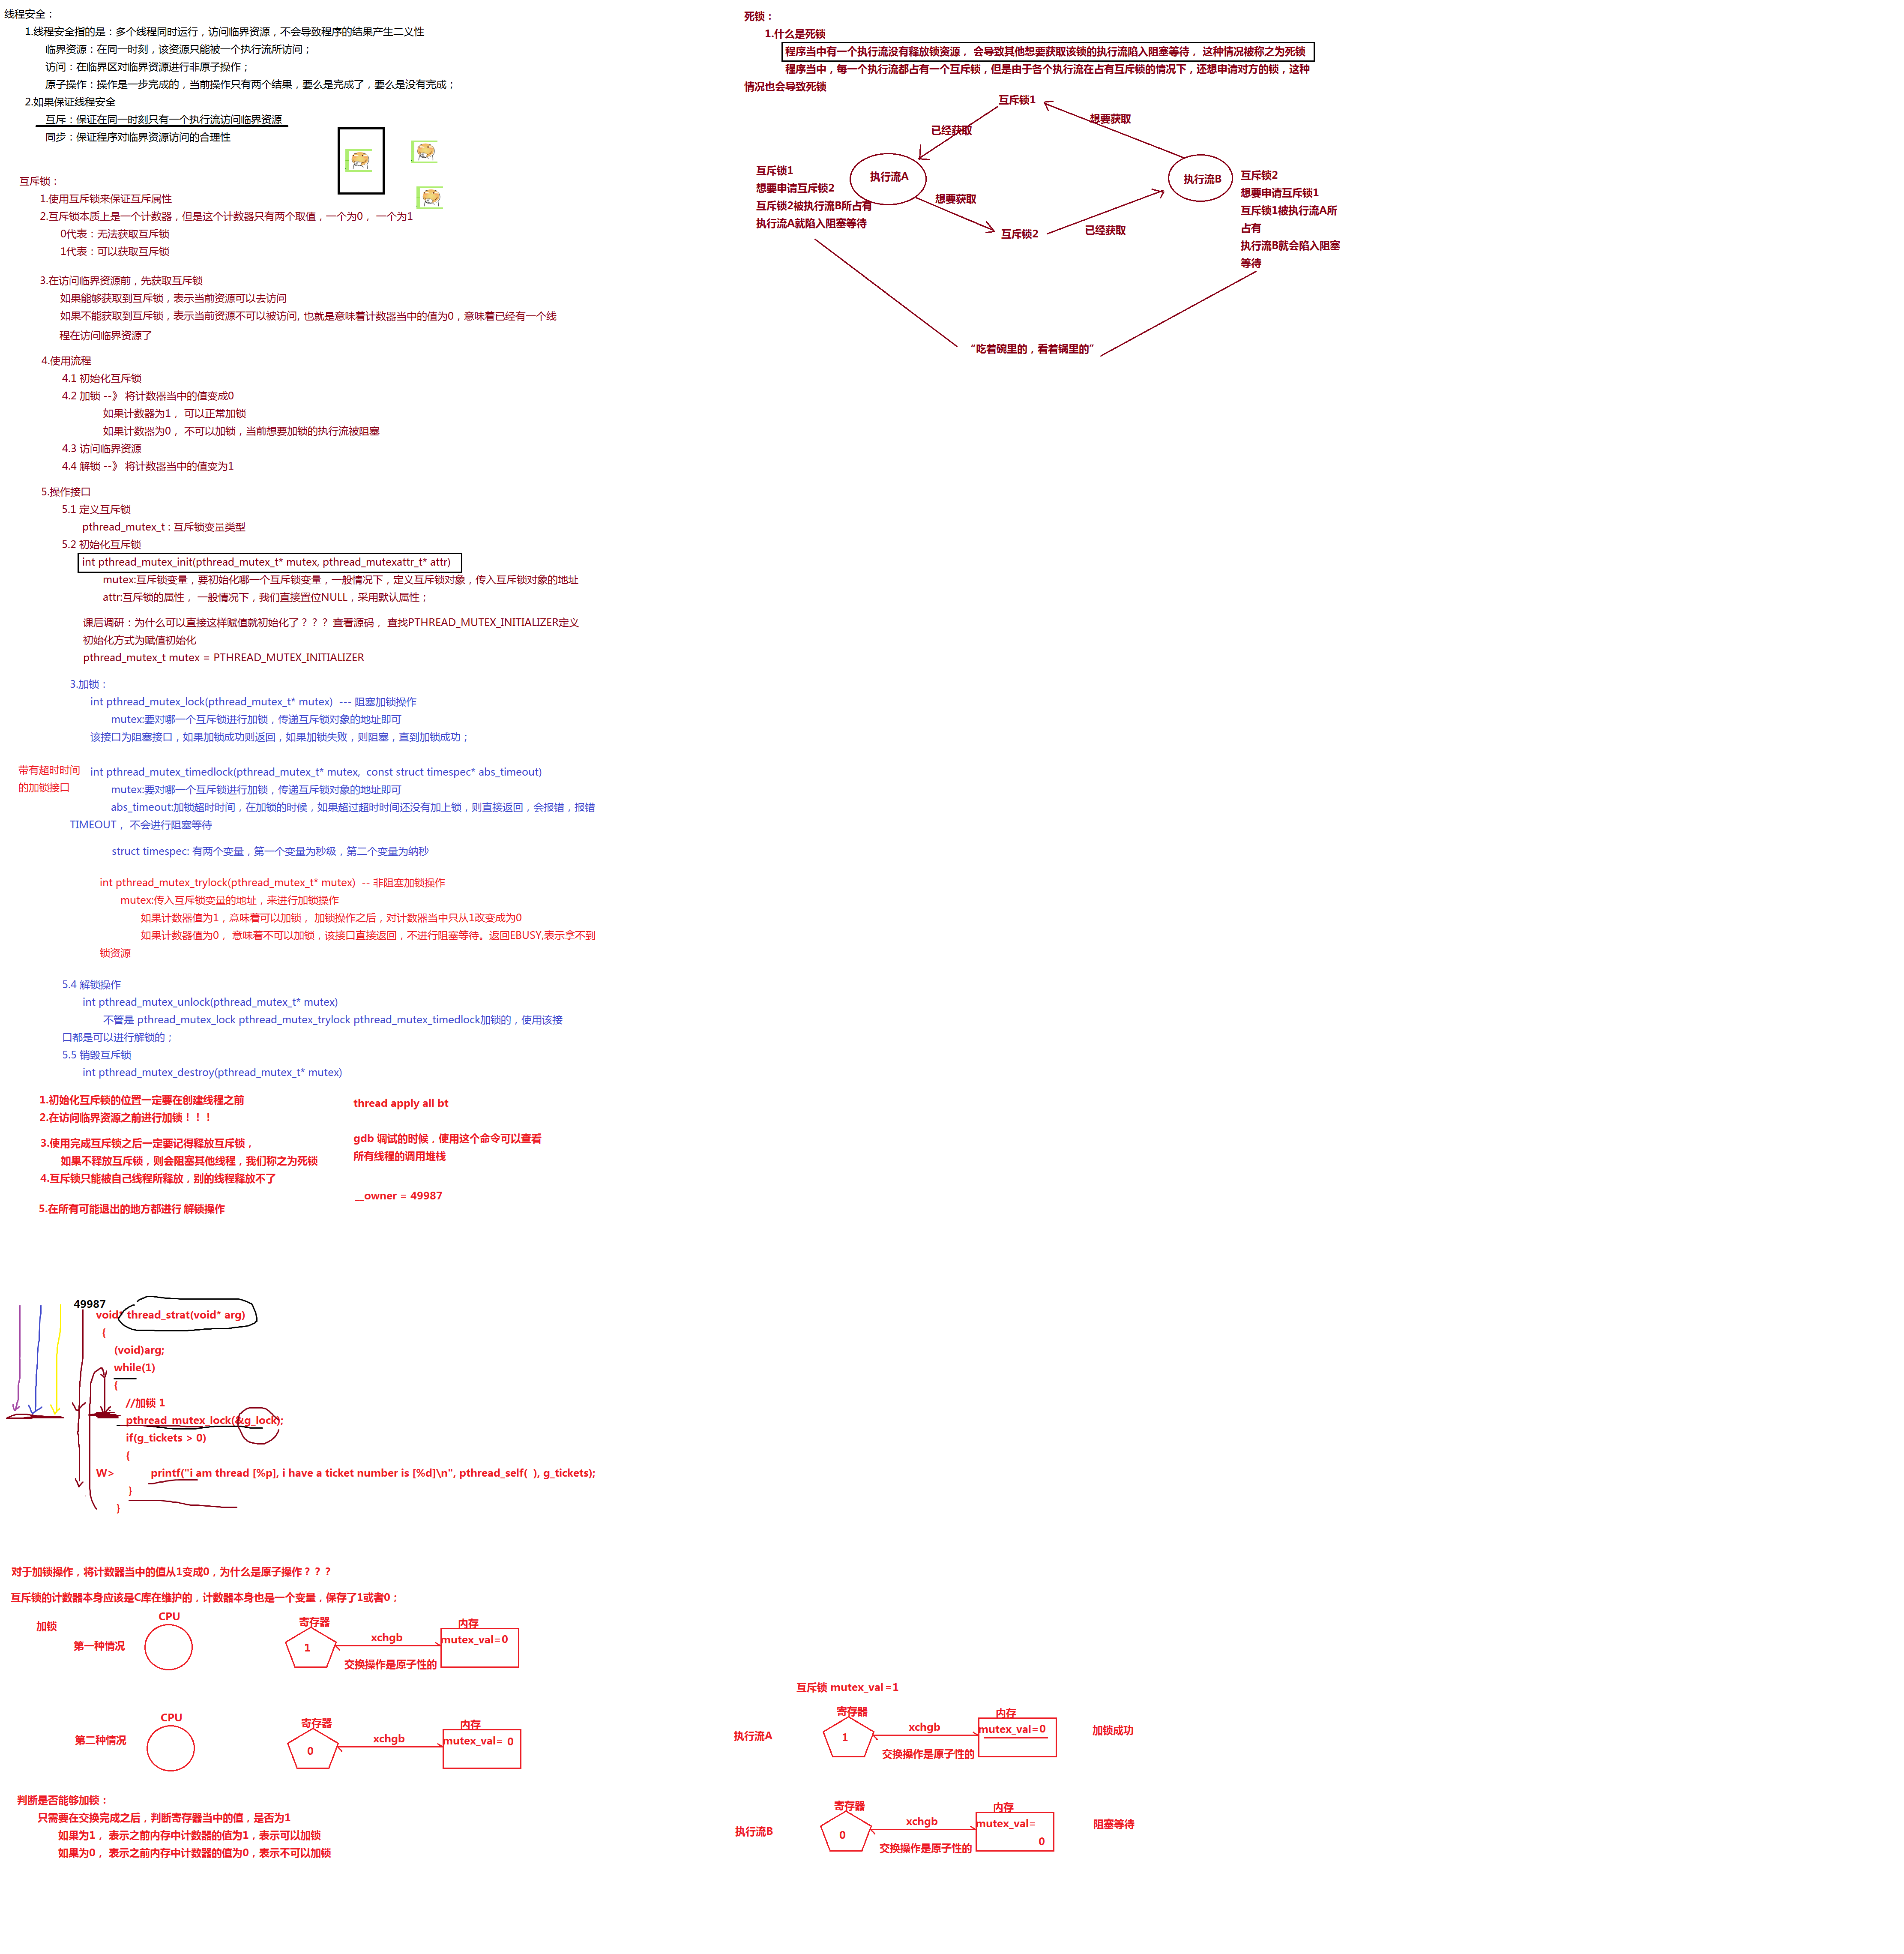 线程安全：
1.线程安全指的是：多个线程同时运行，访问临界资源，不会导致程序的结果产生二义性
临界资源：在同一时刻，该资源只能被一个执行流所访问；
访问：在临界区对临界资源进行非原子操作；
原子操作：操作是一步完成的，当前操作只有两个结果，要么是完成了，要么是没有完成；
2.如果保证线程安全
互斥：保证在同一时刻只有一个执行流访问临界资源
同步：保证程序对临界资源访问的合理性
互斥锁：
1.使用互斥锁来保证互斥属性
2.互斥锁本质上是一个计数器，但是这个计数器只有两个取值，一个为0，一个为1
0代表：无法获取互斥锁
1代表：可以获取互斥锁
3.在访问临界资源前，先获取互斥锁
如果能够获取到互斥锁，表示当前资源可以去访问
如果不能获取到互斥锁，表示当前资源不可以被访问, 也就是意味着计数器当中的值为0，意味着已经有一个线
程在访问临界资源了
4.使用流程
4.1 初始化互斥锁
4.2 加锁 --》 将计数器当中的值变成0
如果计数器为1， 可以正常加锁
如果计数器为0， 不可以加锁，当前想要加锁的执行流被阻塞
4.3 访问临界资源
4.4 解锁 --》 将计数器当中的值变为1
5.操作接口
5.1 定义互斥锁
pthread_mutex_t : 互斥锁变量类型
5.2 初始化互斥锁
int pthread_mutex_init(pthread_mutex_t* mutex, pthread_mutexattr_t* attr)
mutex:互斥锁变量，要初始化哪一个互斥锁变量，一般情况下，定义互斥锁对象，传入互斥锁对象的地址
attr:互斥锁的属性， 一般情况下，我们直接置位NULL，采用默认属性；
课后调研：为什么可以直接这样赋值就初始化了？？？ 查看源码， 查找PTHREAD_MUTEX_INITIALIZER定义
初始化方式为赋值初始化
pthread_mutex_t mutex = PTHREAD_MUTEX_INITIALIZER
3.加锁：
int pthread_mutex_lock(pthread_mutex_t* mutex)  --- 阻塞加锁操作
mutex:要对哪一个互斥锁进行加锁，传递互斥锁对象的地址即可
该接口为阻塞接口，如果加锁成功则返回，如果加锁失败，则阻塞，直到加锁成功；
带有超时时间
的加锁接口
int pthread_mutex_timedlock(pthread_mutex_t* mutex,  const struct timespec* abs_timeout)
mutex:要对哪一个互斥锁进行加锁，传递互斥锁对象的地址即可
abs_timeout:加锁超时时间，在加锁的时候，如果超过超时时间还没有加上锁，则直接返回，会报错，报错
TIMEOUT， 不会进行阻塞等待
struct timespec: 有两个变量，第一个变量为秒级，第二个变量为纳秒
int pthread_mutex_trylock(pthread_mutex_t* mutex)  -- 非阻塞加锁操作
mutex:传入互斥锁变量的地址，来进行加锁操作
如果计数器值为1，意味着可以加锁， 加锁操作之后，对计数器当中只从1改变成为0
如果计数器值为0， 意味着不可以加锁，该接口直接返回，不进行阻塞等待。返回EBUSY,表示拿不到
锁资源
5.4 解锁操作
int pthread_mutex_unlock(pthread_mutex_t* mutex)
不管是 pthread_mutex_lock pthread_mutex_trylock pthread_mutex_timedlock加锁的，使用该接
口都是可以进行解锁的；
5.5 销毁互斥锁
int pthread_mutex_destroy(pthread_mutex_t* mutex)
1.初始化互斥锁的位置一定要在创建线程之前
2.在访问临界资源之前进行加锁！！！
3.使用完成互斥锁之后一定要记得释放互斥锁，
如果不释放互斥锁，则会阻塞其他线程，我们称之为死锁
4.互斥锁只能被自己线程所释放，别的线程释放不了
5.在所有可能退出的地方都进行 解锁操作
thread apply all bt
gdb 调试的时候，使用这个命令可以查看
所有线程的调用堆栈
__owner = 49987
49987
void* thread_strat(void* arg)
{
(void)arg;
while(1)
{
//加锁 1
pthread_mutex_lock(&g_lock);
if(g_tickets > 0)
{
W> printf("i am thread [%p], i have a ticket number is [%d]\n", pthread_self(  ), g_tickets);
}
}
对于加锁操作，将计数器当中的值从1变成0，为什么是原子操作？？？
互斥锁的计数器本身应该是C库在维护的，计数器本身也是一个变量，保存了1或者0；
加锁
第一种情况
CPU
寄存器
1
xchgb
交换操作是原子性的
内存
mutex_val=0
第二种情况
CPU
寄存器
0
xchgb
内存
mutex_val= 0
判断是否能够加锁：
只需要在交换完成之后，判断寄存器当中的值，是否为1
如果为1， 表示之前内存中计数器的值为1，表示可以加锁
如果为0， 表示之前内存中计数器的值为0，表示不可以加锁
死锁：
1.什么是死锁
程序当中有一个执行流没有释放锁资源， 会导致其他想要获取该锁的执行流陷入阻塞等待， 这种情况被称之为死锁
程序当中，每一个执行流都占有一个互斥锁，但是由于各个执行流在占有互斥锁的情况下，还想申请对方的锁，这种
情况也会导致死锁
互斥锁1
已经获取
想要获取
执行流A
执行流B
想要获取
已经获取
互斥锁2
互斥锁1
想要申请互斥锁2
互斥锁2被执行流B所占有
执行流A就陷入阻塞等待
互斥锁2
想要申请互斥锁1
互斥锁1被执行流A所
占有
执行流B就会陷入阻塞
等待
“吃着碗里的，看着锅里的”
互斥锁 mutex_val =1
执行流A
寄存器
1
xchgb
交换操作是原子性的
内存
mutex_val=0
加锁成功
执行流B
寄存器
0
xchgb
交换操作是原子性的
内存
mutex_val=
0
阻塞等待